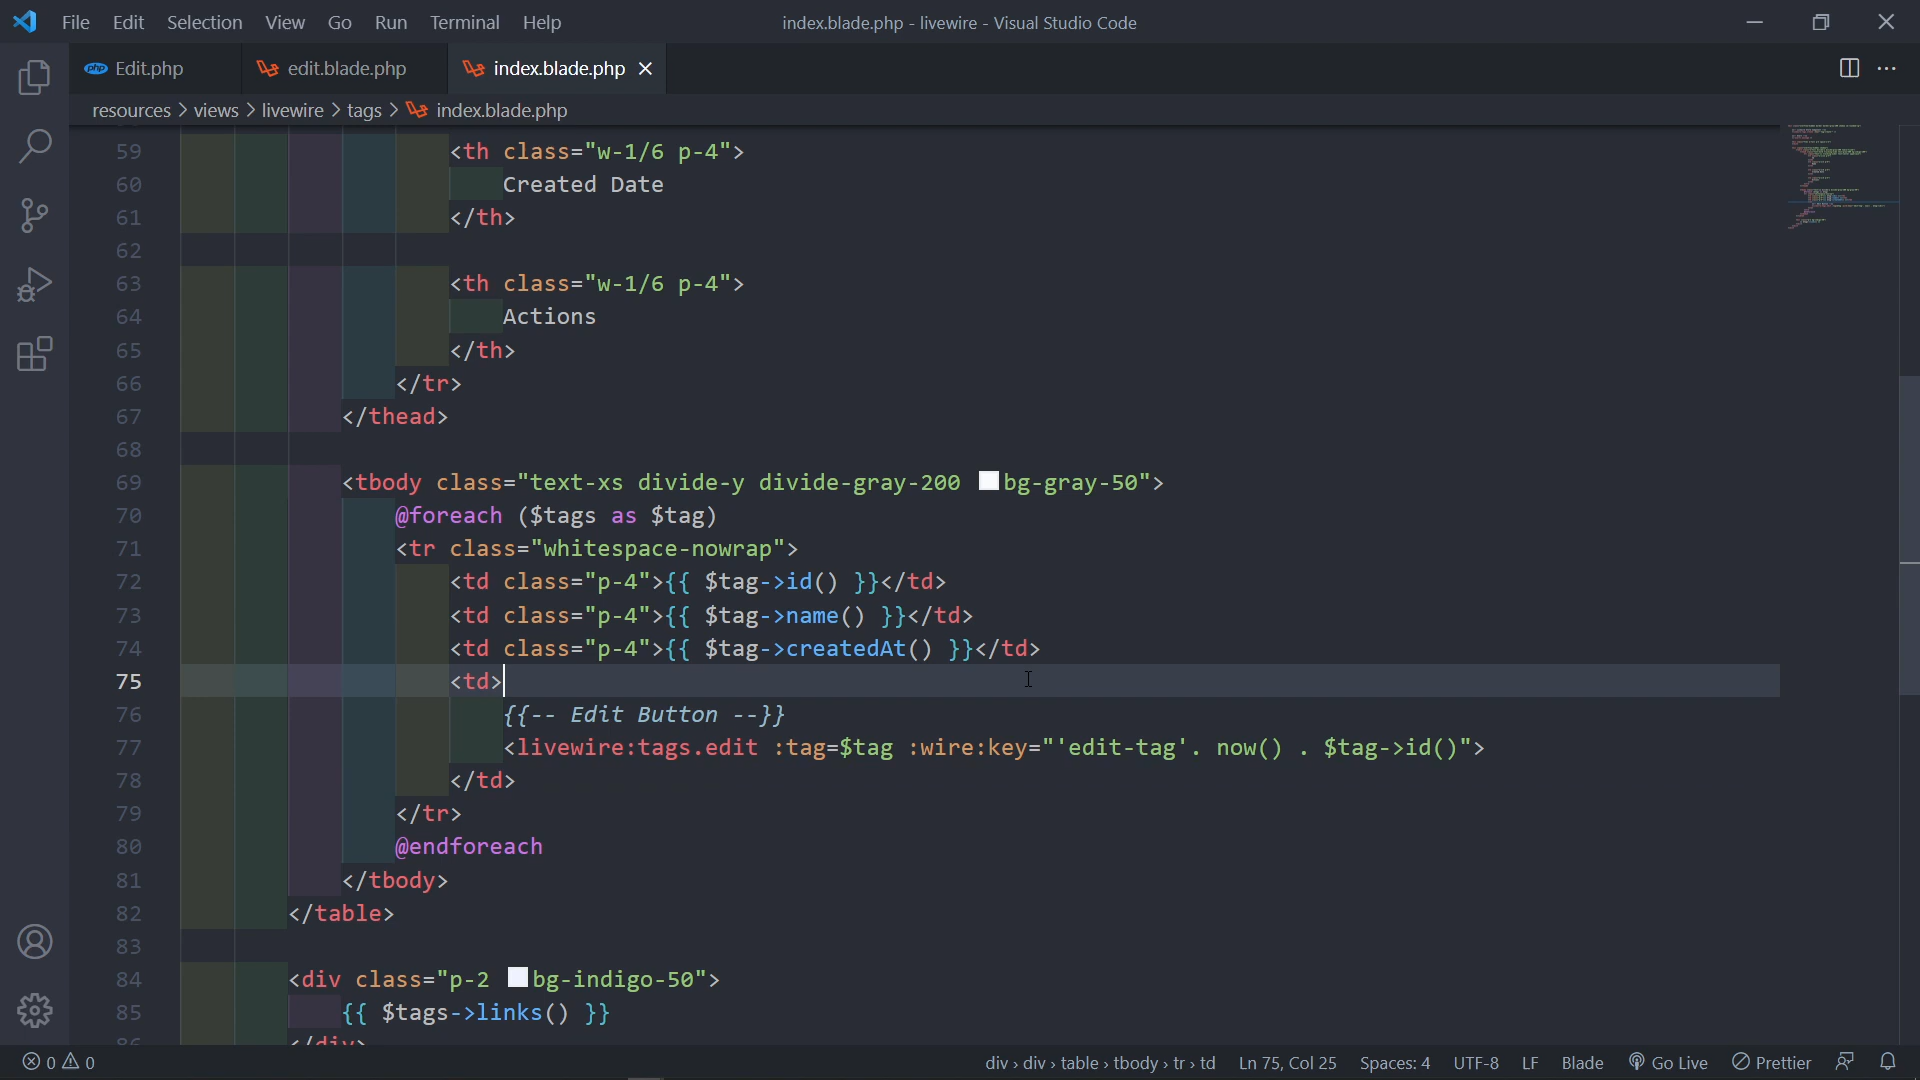 File Edit Selection View Go Run Terminal Help index.blade.php - livewire - Visual Studio Code
php Edit.php edit.blade.php index.blade.php
resources > views > livewire > tags > index.blade.php
59 <th class="w-1/6 p-4">
60 Created Date
61 </th>
62
63 <th class="w-1/6 p-4">
64 Actions
65 </th>
66 </tr>
67 </thead>
68
69 <tbody class="text-xs divide-y divide-gray-200 bg-gray-50">
70 @foreach ($tags as $tag)
71 <tr class="whitespace-nowrap">
72 <td class="p-4">{{ $tag->id() }}</td>
73 <td class="p-4">{{ $tag->name() }}</td>
74 <td class="p-4">{{ $tag->createdAt() }}</td>
75 <td>
76 {{-- Edit Button --}}
77 <livewire:tags.edit :tag=$tag :wire:key="'edit-tag'. now() . $tag->id()">
78 </td>
79 </tr>
80 @endforeach
81 </tbody>
82 </table>
83
84 <div class="p-2 bg-indigo-50">
85 {{ $tags->links() }}
86 </div>
0 0 div > div > table > tbody > tr > td Ln 75, Col 25 Spaces: 4 UTF-8 LF Blade Go Live Prettier